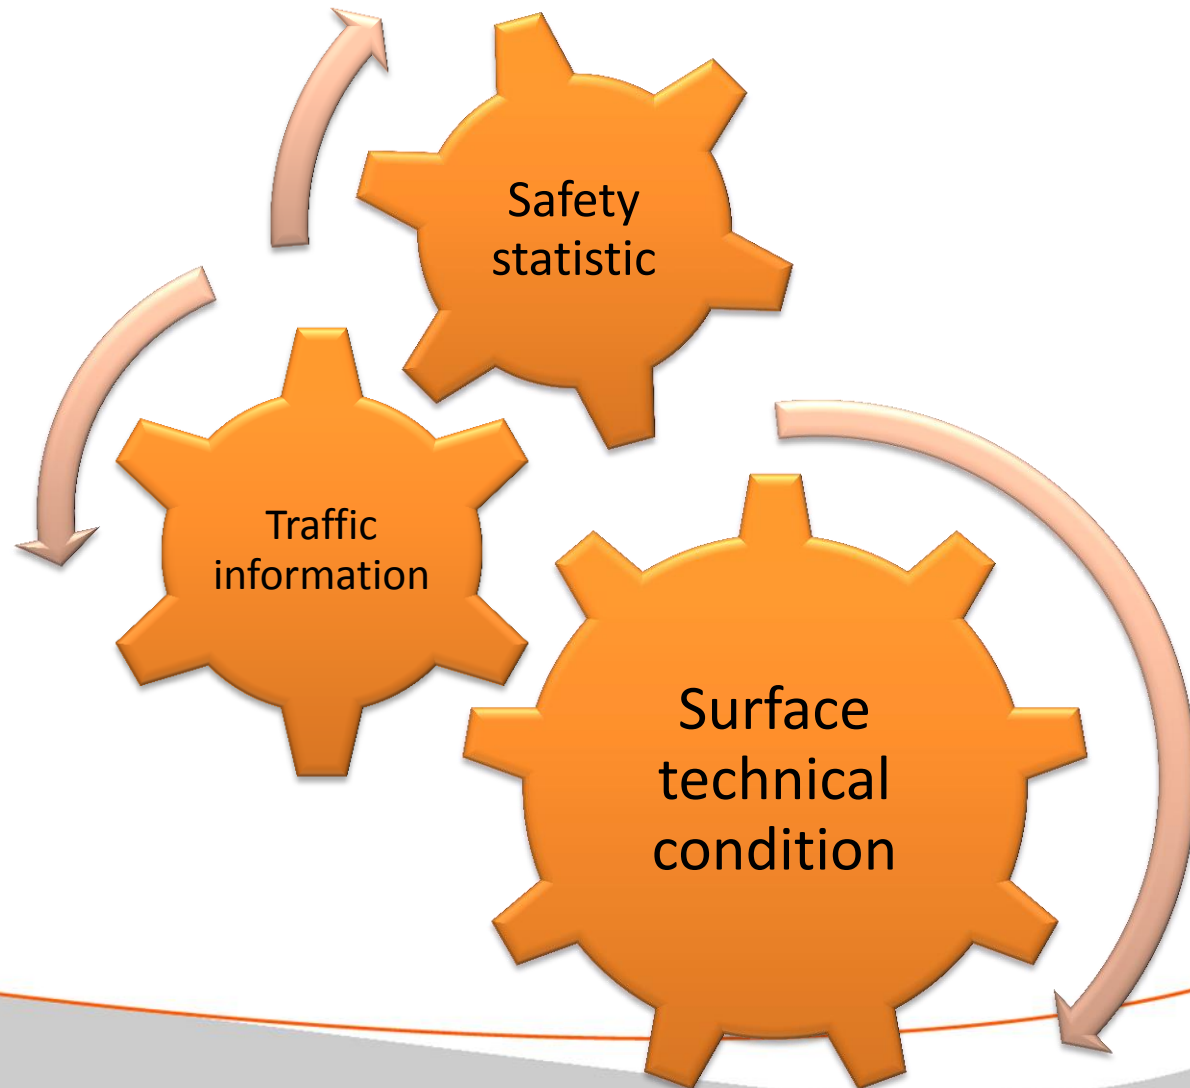 Safety
statistic
Traffic
information
Surface
technical
condition